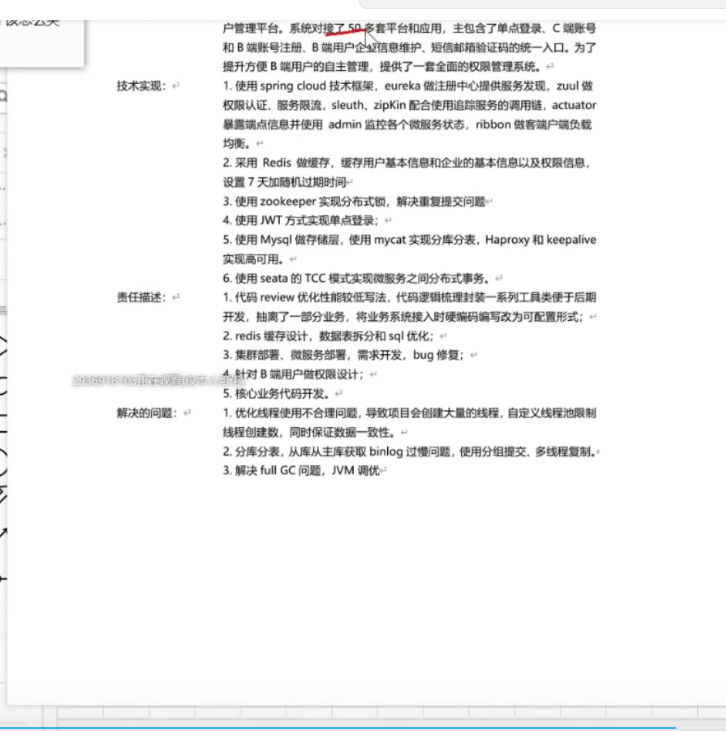 户管理平台。系统对接了 50 多套平台和应用，主包含了单点登录、C 端账号
和 B 端账号注册、B 端用户企业信息维护、短信邮箱验证码的统一入口。为了
提升方便 B 端用户的自主管理，提供了一套全面的权限管理系统。
技术实现： 1. 使用 spring cloud 技术框架，eureka 做注册中心提供服务发现，zuul 做
权限认证、服务限流，sleuth、zipKin 配合使用追踪服务的调用链，actuator
暴露端点信息并使用 admin 监控各个微服务状态，ribbon 做客端户端负载
均衡。
2. 采用 Redis 做缓存，缓存用户基本信息和企业的基本信息以及权限信息，
设置 7 天加随机过期时间
3. 使用 zookeeper 实现分布式锁，解决重复提交问题
4. 使用 JWT 方式实现单点登录；
5. 使用 Mysql 做存储层，使用 mycat 实现分库分表，Haproxy 和 keepalive
实现高可用。
6. 使用 seata 的 TCC 模式实现微服务之间分布式事务。
责任描述： 1. 代码 review 优化性能较低写法，代码逻辑梳理封装一系列工具类便于后期
开发，抽离了一部分业务，将业务系统接入时硬编码编写改为可配置形式；
2. redis 缓存设计，数据表拆分和 sql 优化；
3. 集群部署、微服务部署，需求开发，bug 修复；
4. 针对 B 端用户做权限设计；
5. 核心业务代码开发。
解决的问题： 1. 优化线程使用不合理问题，导致项目会创建大量的线程，自定义线程池限制
线程创建数，同时保证数据一致性。
2. 分库分表，从库从主库获取 binlog 过慢问题，使用分组提交、多线程复制。
3. 解决 full GC 问题，JVM 调优